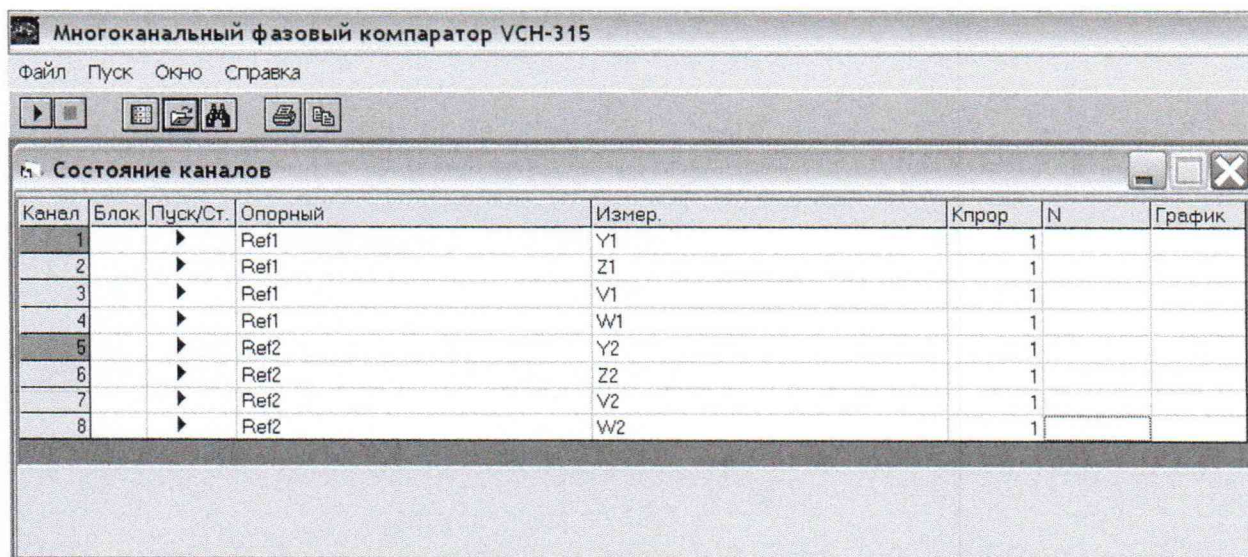 Многоканальный фазовый компаратор VCH-315
Файл Пуск Окно Справка
Состояние каналов
Канал Блок Пуск/Ст. Опорный Измер. Кпрор N График
1 Ref1 Y1 1
2 Ref1 Z1 1
3 Ref1 V1 1
4 Ref1 W1 1
5 Ref2 Y2 1
6 Ref2 Z2 1
7 Ref2 V2 1
8 Ref2 W2 1